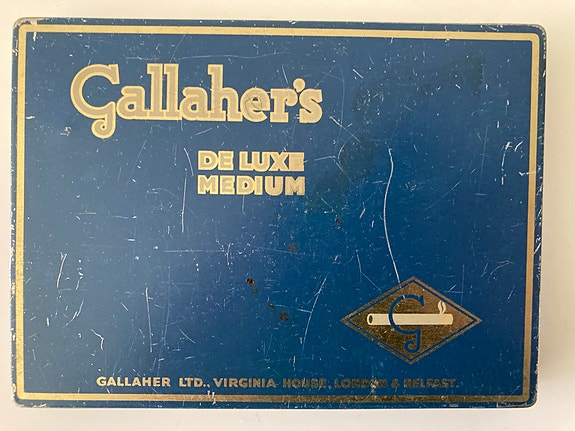 Gallaher's
DE LUXE
MEDIUM
G
GALLAHER LTD., VIRGINIA HOUSE, LONDON & BELFAST.